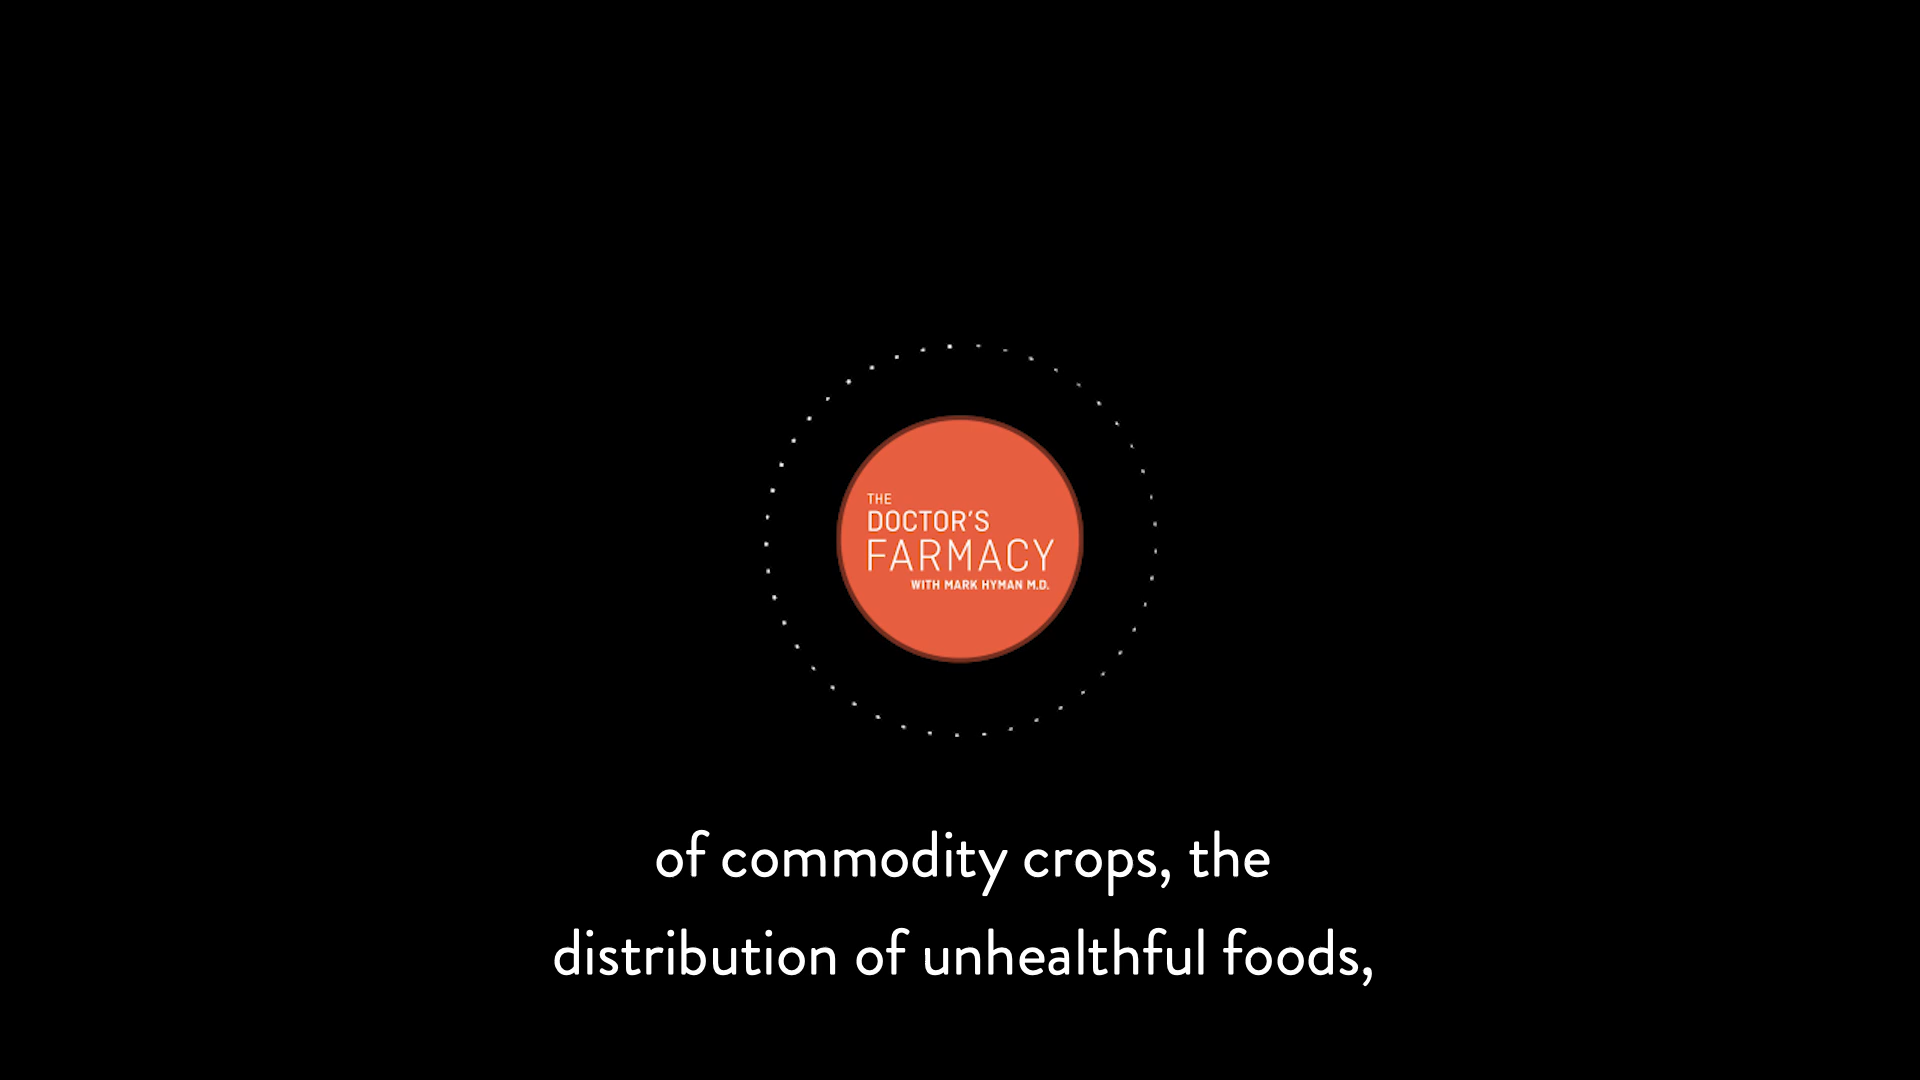 THE
DOCTOR'S
FARMACY
WITH MARK HYMAN M.D.
of commodity crops, the
distribution of unhealthful foods,